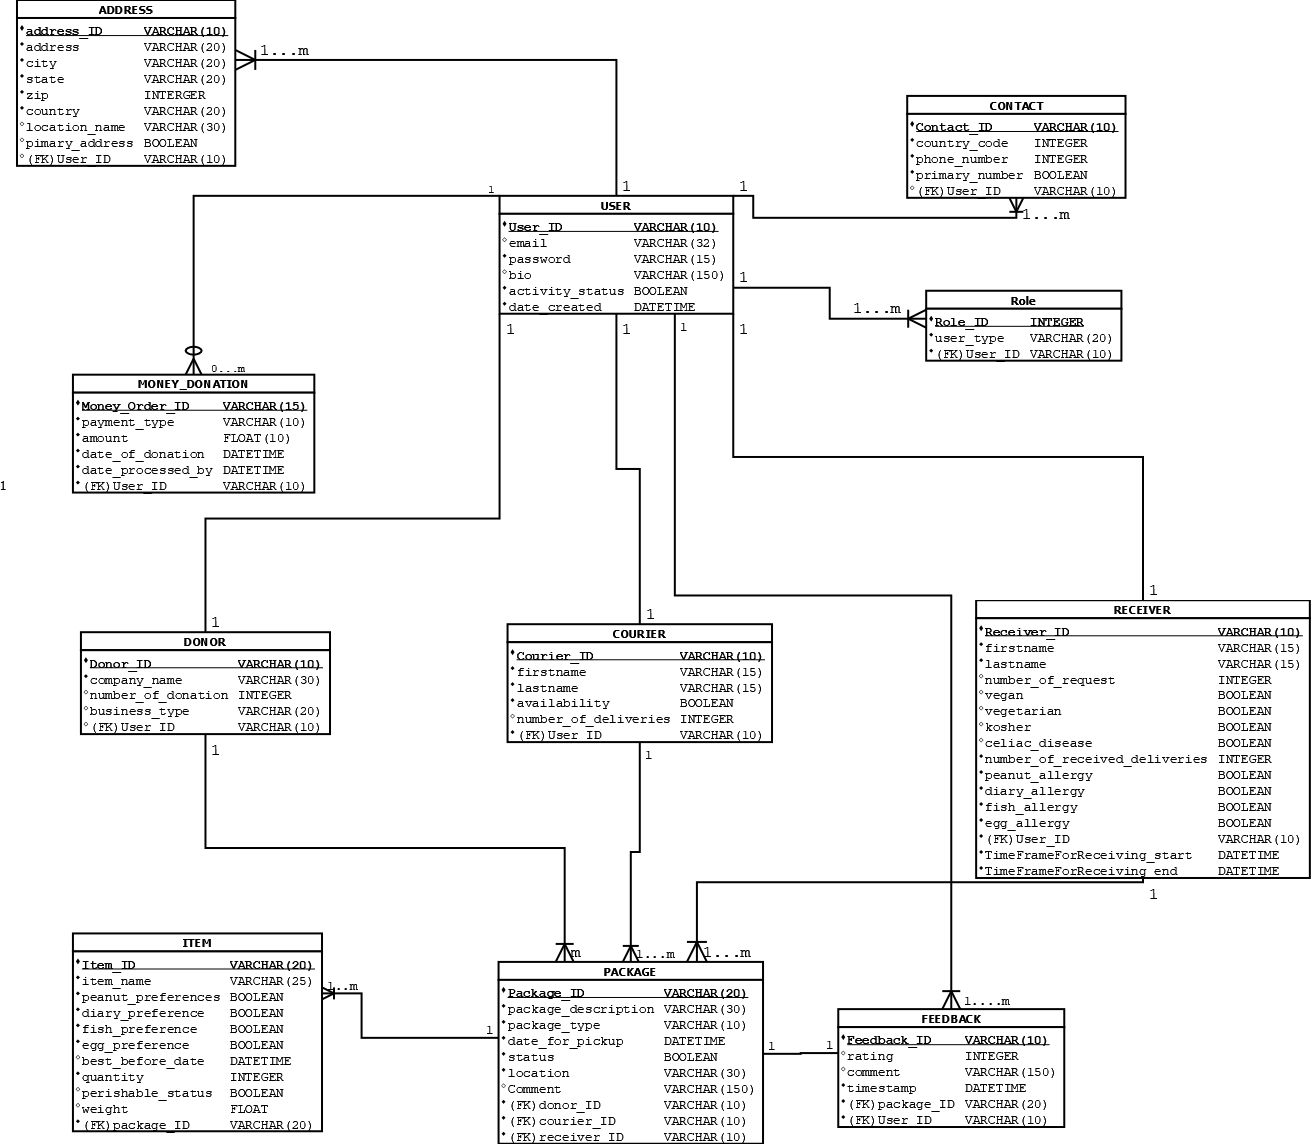 ADDRESS
address_ID VARCHAR(10)
address VARCHAR(20)
city VARCHAR(20)
state VARCHAR(20)
zip INTERGER
country VARCHAR(20)
location_name VARCHAR(30)
pimary_address BOOLEAN
(FK)User_ID VARCHAR(10)
1...m
1
CONTACT
Contact_ID VARCHAR(10)
country_code INTEGER
phone_number INTEGER
primary_number BOOLEAN
(FK)User_ID VARCHAR(10)
1...m
1
1
USER
User_ID VARCHAR(10)
email VARCHAR(32)
password VARCHAR(15)
bio VARCHAR(150)
activity_status BOOLEAN
date_created DATETIME
1
1
1
1
1
1...m
Role
Role_ID INTEGER
user_type VARCHAR(20)
(FK)User_ID VARCHAR(10)
0...m
MONEY_DONATION
Money_Order_ID VARCHAR(15)
payment_type VARCHAR(10)
amount FLOAT(10)
date_of_donation DATETIME
date_processed_by DATETIME
(FK)User_ID VARCHAR(10)
1
1
DONOR
Donor_ID VARCHAR(10)
company_name VARCHAR(30)
number_of_donation INTEGER
business_type VARCHAR(20)
(FK)User_ID VARCHAR(10)
1
1
COURIER
Courier_ID VARCHAR(10)
firstname VARCHAR(15)
lastname VARCHAR(15)
availability BOOLEAN
number_of_deliveries INTEGER
(FK)User_ID VARCHAR(10)
1
1
RECEIVER
Receiver_ID VARCHAR(10)
firstname VARCHAR(15)
lastname VARCHAR(15)
number_of_request INTEGER
vegan BOOLEAN
vegetarian BOOLEAN
kosher BOOLEAN
celiac_disease BOOLEAN
number_of_received_deliveries INTEGER
peanut_allergy BOOLEAN
diary_allergy BOOLEAN
fish_allergy BOOLEAN
egg_allergy BOOLEAN
(FK)User_ID VARCHAR(10)
TimeFrameForReceiving_start DATETIME
TimeFrameForReceiving_end DATETIME
1
ITEM
Item_ID VARCHAR(20)
item_name VARCHAR(25)
peanut_preferences BOOLEAN
diary_preference BOOLEAN
fish_preference BOOLEAN
egg_preference BOOLEAN
best_before_date DATETIME
quantity INTEGER
perishable_status BOOLEAN
weight FLOAT
(FK)package_ID VARCHAR(20)
1..m
1
m
1...m
1...m
PACKAGE
Package_ID VARCHAR(20)
package_description VARCHAR(30)
package_type VARCHAR(10)
date_for_pickup DATETIME
status BOOLEAN
location VARCHAR(30)
Comment VARCHAR(150)
(FK)donor_ID VARCHAR(10)
(FK)courier_ID VARCHAR(10)
(FK)receiver_ID VARCHAR(10)
1
1
1....m
FEEDBACK
Feedback_ID VARCHAR(10)
rating INTEGER
comment VARCHAR(150)
timestamp DATETIME
(FK)package_ID VARCHAR(20)
(FK)User_ID VARCHAR(10)